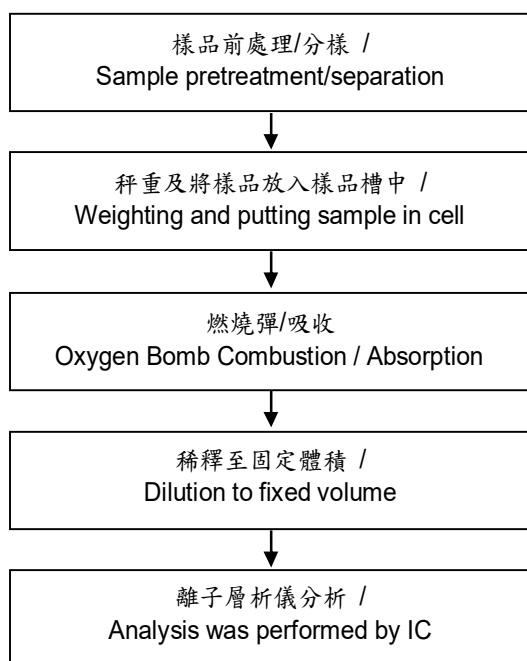 樣品前處理/分樣 /
Sample pretreatment/separation
秤重及將樣品放入樣品槽中 /
Weighting and putting sample in cell
燃燒彈/吸收
Oxygen Bomb Combustion / Absorption
稀釋至固定體積 /
Dilution to fixed volume
離子層析儀分析 /
Analysis was performed by IC